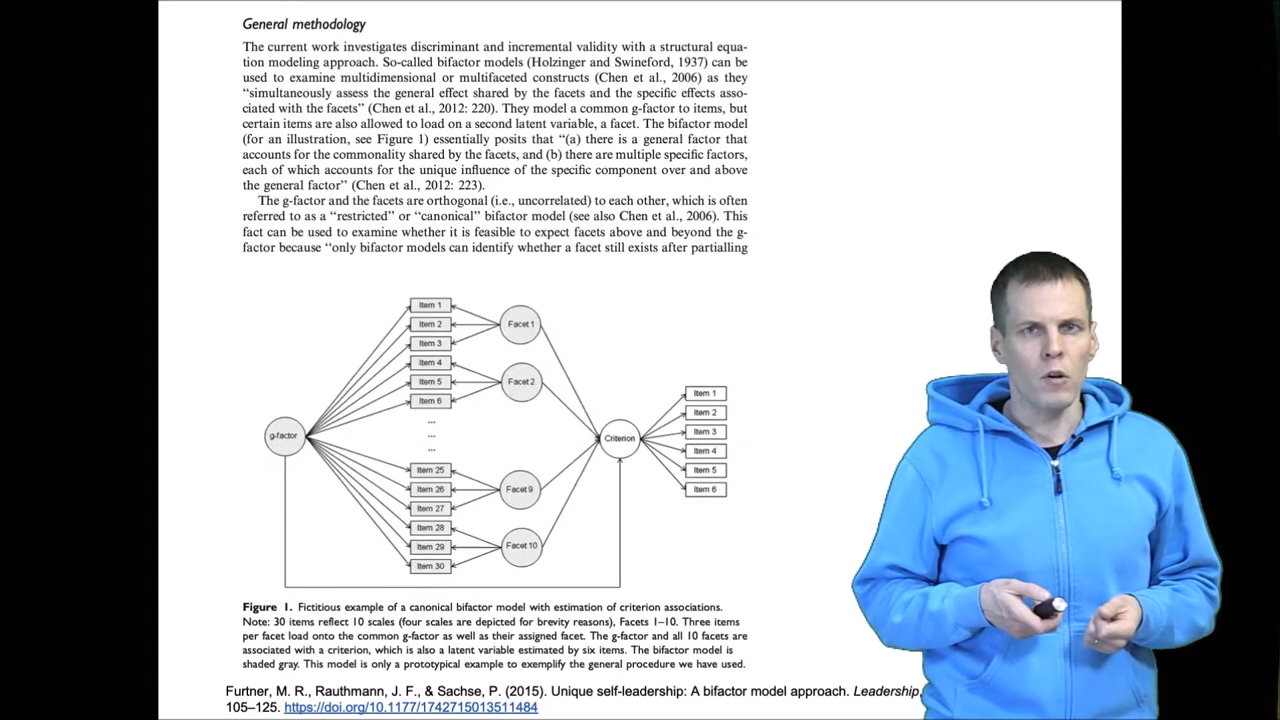 General methodology
The current work investigates discriminant and incremental validity with a structural equa-
tion modeling approach. So-called bifactor models (Holzinger and Swineford, 1937) can be
used to examine multidimensional or multifaceted constructs (Chen et al., 2006) as they
“simultaneously assess the general effect shared by the facets and the specific effects asso-
ciated with the facets” (Chen et al., 2012: 220). They model a common g-factor to items, but
certain items are also allowed to load on a second latent variable, a facet. The bifactor model
(for an illustration, see Figure 1) essentially posits that “(a) there is a general factor that
accounts for the commonality shared by the facets, and (b) there are multiple specific factors,
each of which accounts for the unique influence of the specific component over and above
the general factor” (Chen et al., 2012: 223).
The g-factor and the facets are orthogonal (i.e., uncorrelated) to each other, which is often
referred to as a “restricted” or “canonical” bifactor model (see also Chen et al., 2006). This
fact can be used to examine whether it is feasible to expect facets above and beyond the g-
factor because “only bifactor models can identify whether a facet still exists after partialling
Item 1
Item 2
Item 3
Item 4
Item 5
Item 6
...
...
...
Item 25
Item 26
Item 27
Item 28
Item 29
Item 30
g-factor
Facet 1
Facet 2
Facet 9
Facet 10
Criterion
Item 1
Item 2
Item 3
Item 4
Item 5
Item 6
Figure 1. Fictitious example of a canonical bifactor model with estimation of criterion associations.
Note: 30 items reflect 10 scales (four scales are depicted for brevity reasons), Facets 1–10. Three items
per facet load onto the common g-factor as well as their assigned facet. The g-factor and all 10 facets are
associated with a criterion, which is also a latent variable estimated by six items. The bifactor model is
shaded gray. This model is only a prototypical example to exemplify the general procedure we have used.
Furtner, M. R., Rauthmann, J. F., & Sachse, P. (2015). Unique self-leadership: A bifactor model approach. Leadership,
105–125. https://doi.org/10.1177/1742715013511484